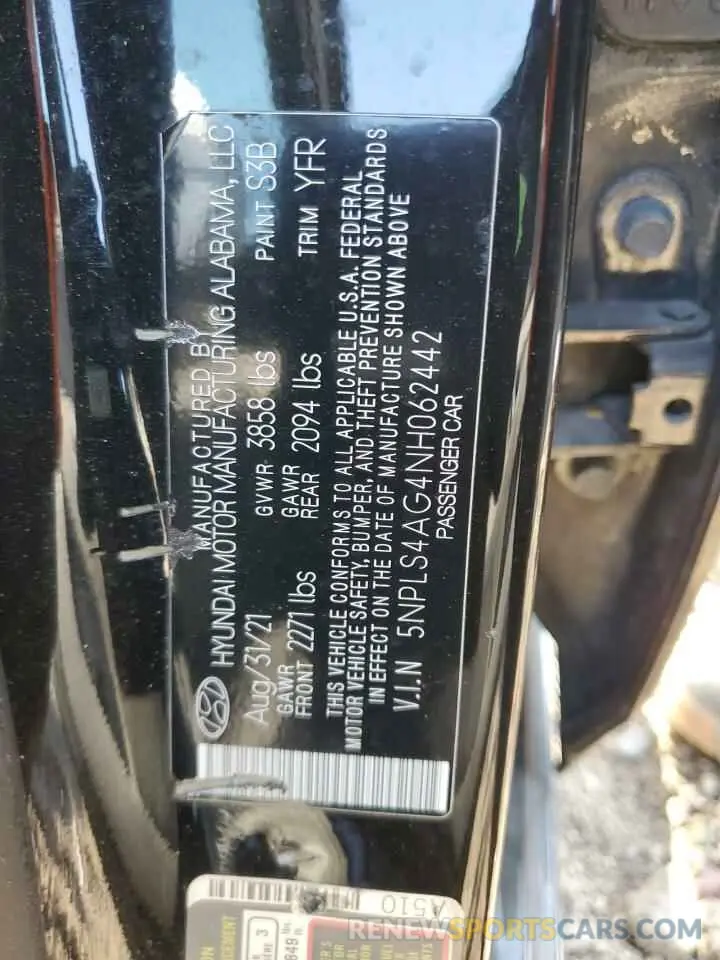 MANUFACTURED BY
HYUNDAI MOTOR MANUFACTURING ALABAMA, LLC
Aug/31/21 GVWR 3858 lbs PAINT S3B
GAWR GAWR
FRONT 2271 lbs REAR 2094 lbs TRIM YFR
THIS VEHICLE CONFORMS TO ALL APPLICABLE U.S.A. FEDERAL
MOTOR VEHICLE SAFETY, BUMPER, AND THEFT PREVENTION STANDARDS
IN EFFECT ON THE DATE OF MANUFACTURE SHOWN ABOVE
V.I.N 5NPLS4AG4NH062442
PASSENGER CAR
A510
RENEWSPORTSCARS.COM